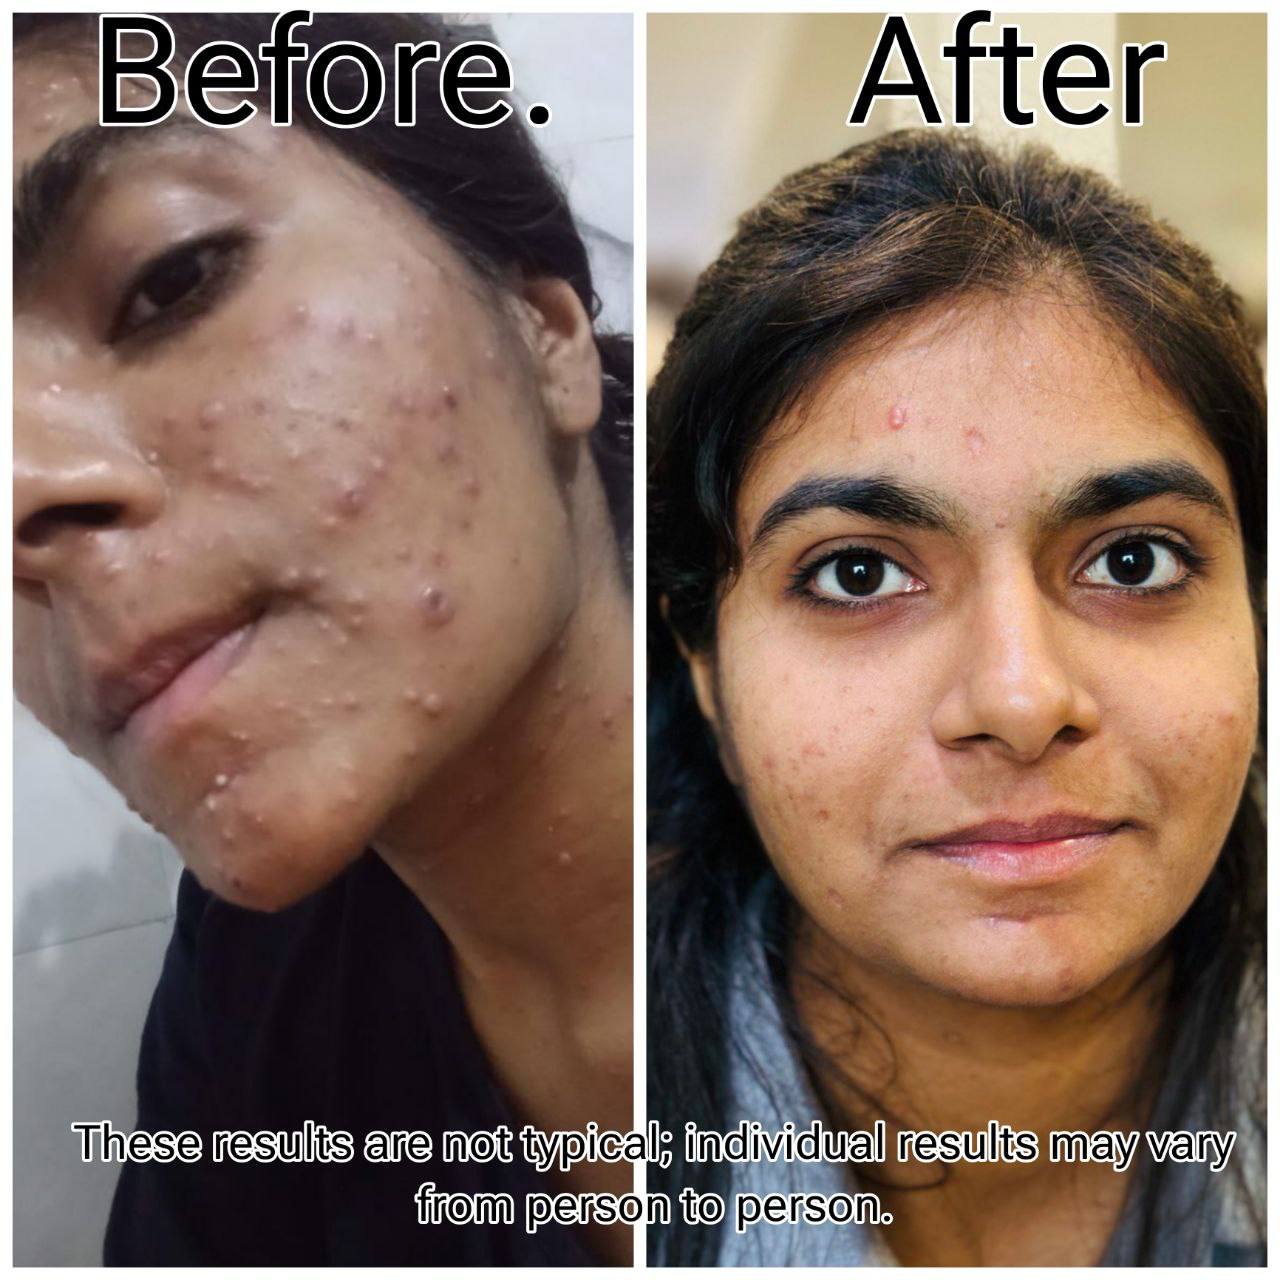 Before.
After
These results are not typical; individual results may vary
from person to person.